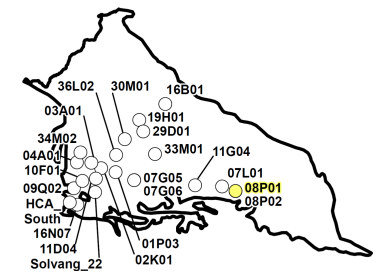 16B01
36L02
30M01
03A01
19H01
29D01
34M02
33M01
04A01
11G04
10F01
07L01
09Q02
07G05
08P01
HCA_
07G06
08P02
South
16N07
01P03
11D04
02K01
Solvang_22